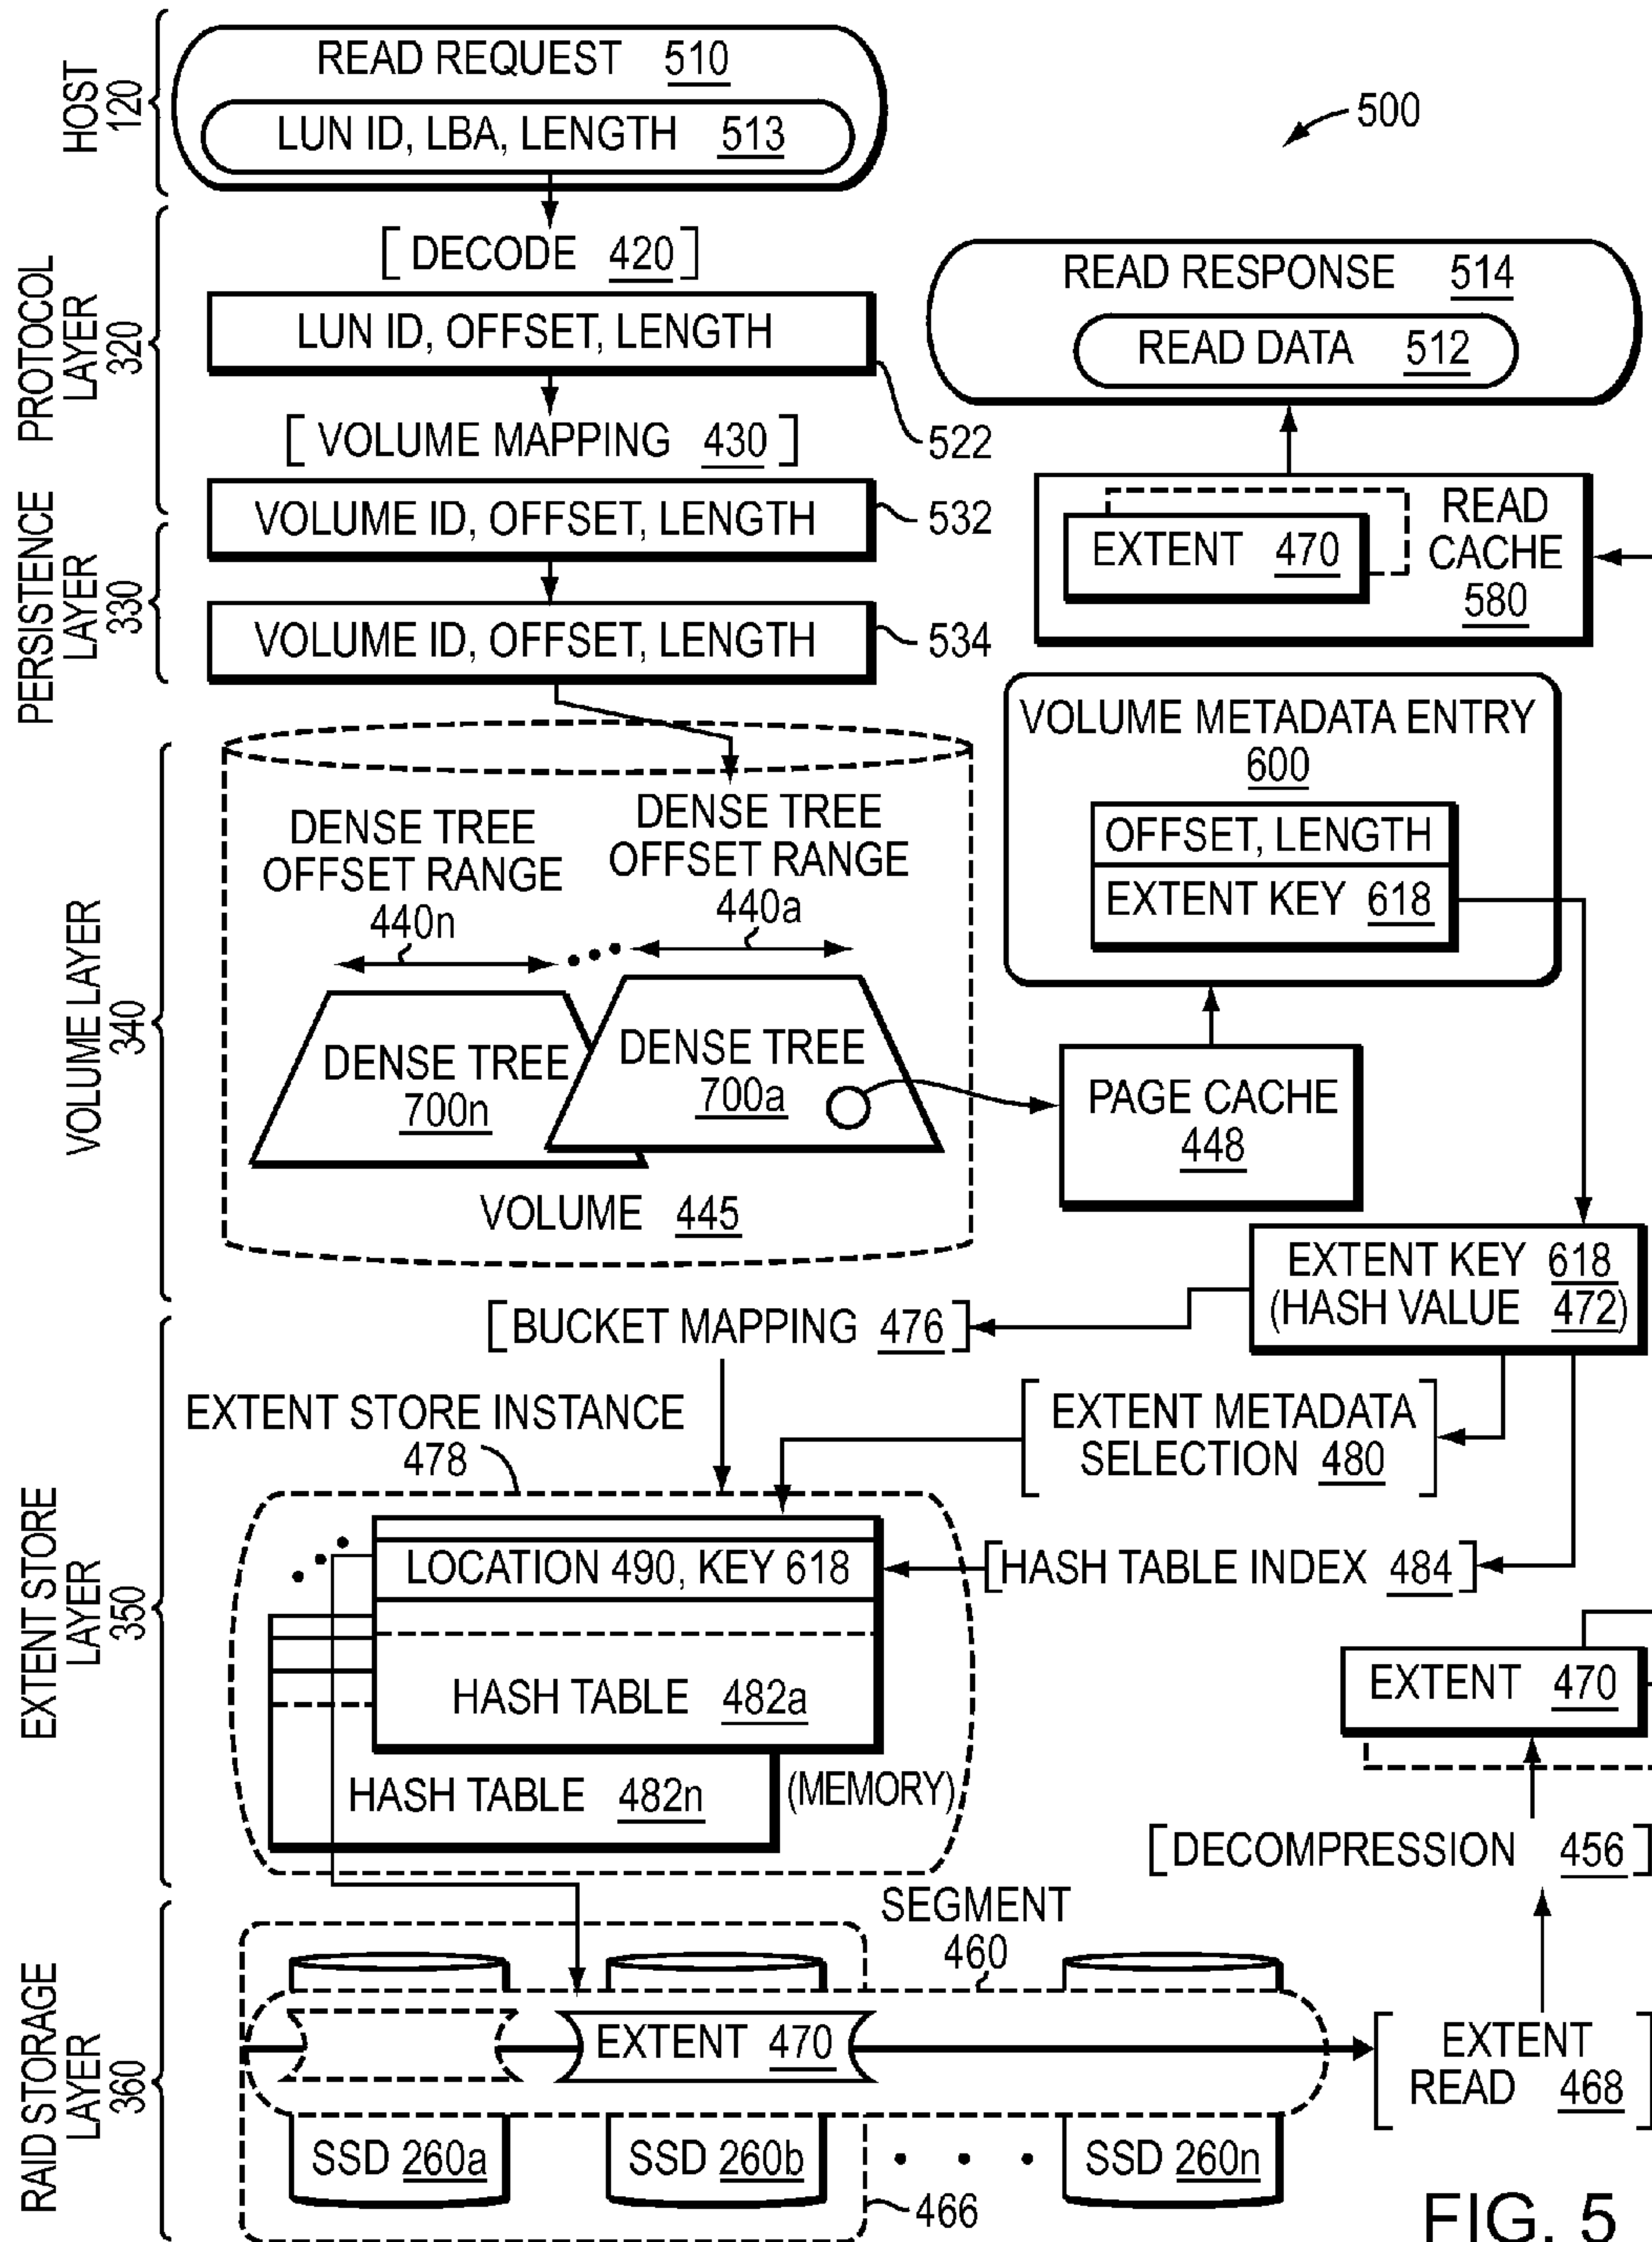 HOST
120
READ REQUEST 510
LUN ID, LBA, LENGTH 513
500
PROTOCOL
LAYER
320
[ DECODE 420 ]
LUN ID, OFFSET, LENGTH
522
[ VOLUME MAPPING 430 ]
READ RESPONSE 514
READ DATA 512
PERSISTENCE
LAYER
330
VOLUME ID, OFFSET, LENGTH
532
VOLUME ID, OFFSET, LENGTH
534
EXTENT 470
READ
CACHE
580
VOLUME LAYER
340
DENSE TREE
OFFSET RANGE
440n
DENSE TREE
OFFSET RANGE
440a
DENSE TREE
700n
DENSE TREE
700a
VOLUME 445
VOLUME METADATA ENTRY
600
OFFSET, LENGTH
EXTENT KEY 618
PAGE CACHE
448
EXTENT KEY 618
(HASH VALUE 472)
EXTENT STORE
LAYER
350
[BUCKET MAPPING 476]
EXTENT STORE INSTANCE
478
EXTENT METADATA
SELECTION 480
LOCATION 490, KEY 618
[HASH TABLE INDEX 484]
HASH TABLE 482a
HASH TABLE 482n
(MEMORY)
EXTENT 470
[DECOMPRESSION 456]
RAID STORAGE
LAYER
360
SEGMENT
460
EXTENT 470
EXTENT
READ 468
SSD 260a
SSD 260b
SSD 260n
466
FIG. 5